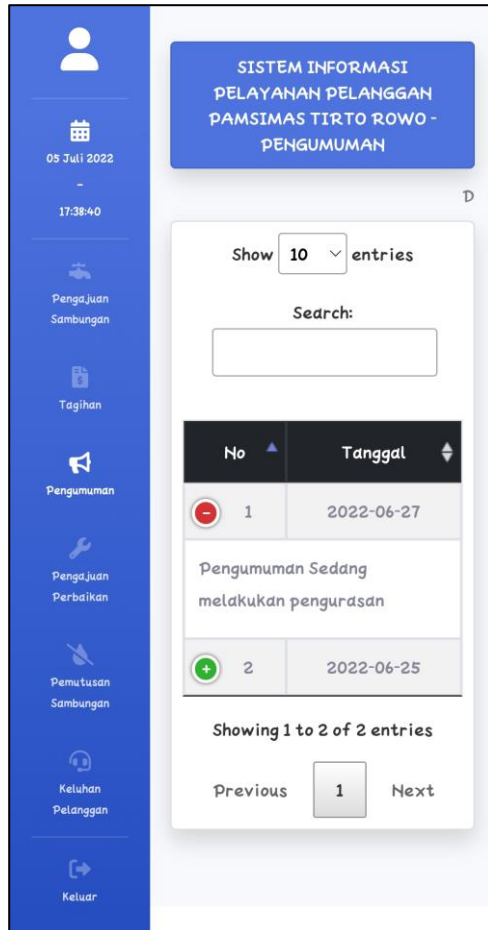 05 Juli 2022
-
17:38:40
Pengajuan
Sambungan
Tagihan
Pengumuman
Pengajuan
Perbaikan
Pemutusan
Sambungan
Keluhan
Pelanggan
Keluar
SISTEM INFORMASI
PELAYANAN PELANGGAN
PAMSIMAS TIRTO ROWO -
PENGUMUMAN
D
Show 10 entries
Search:
No Tanggal
1 2022-06-27
Pengumuman Sedang
melakukan pengurasan
2 2022-06-25
Showing 1 to 2 of 2 entries
Previous 1 Next